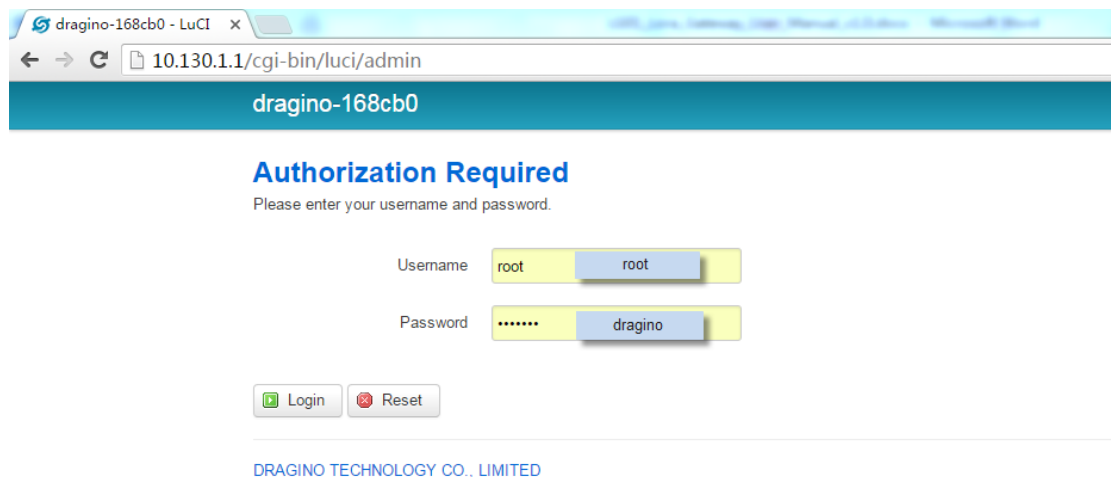 dragino-168cb0 - LuCI
10.130.1.1/cgi-bin/luci/admin
dragino-168cb0
Authorization Required
Please enter your username and password.
Username root root
Password ••••••• dragino
Login Reset
DRAGINO TECHNOLOGY CO., LIMITED